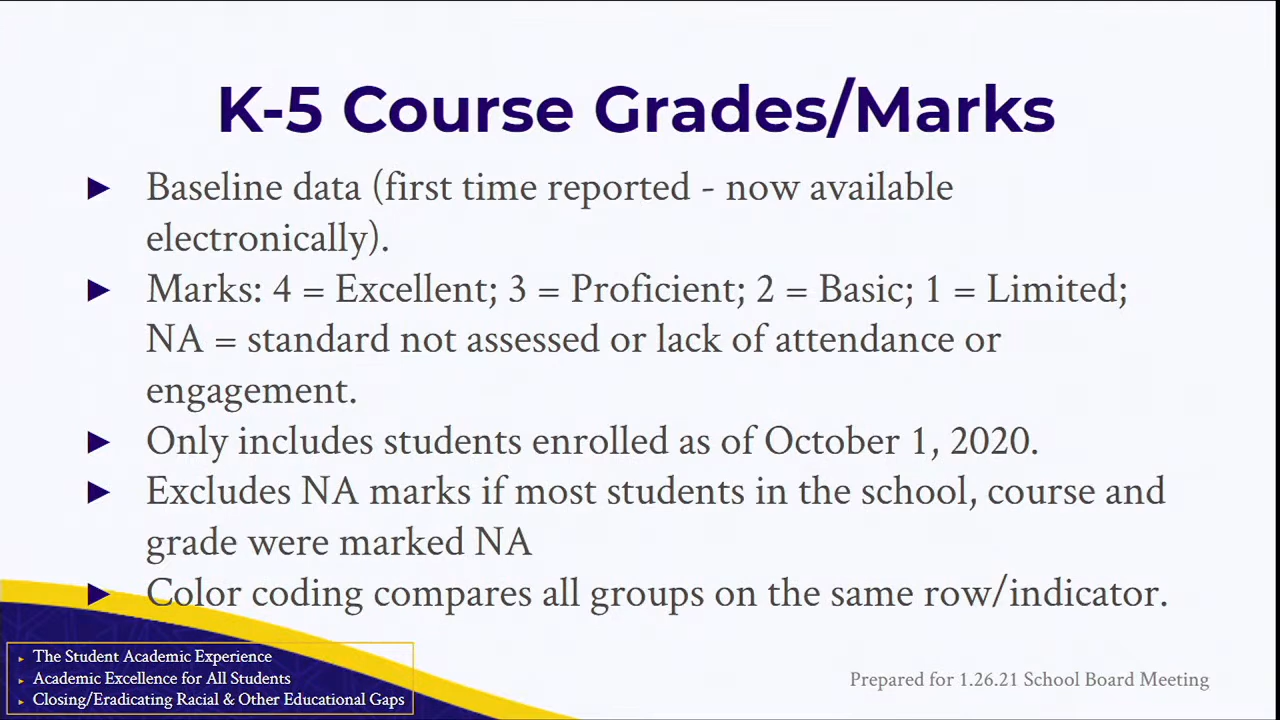 K-5 Course Grades/Marks
► Baseline data (first time reported - now available
electronically).
► Marks: 4 = Excellent; 3 = Proficient; 2 = Basic; 1 = Limited;
NA = standard not assessed or lack of attendance or
engagement.
► Only includes students enrolled as of October 1, 2020.
► Excludes NA marks if most students in the school, course and
grade were marked NA
► Color coding compares all groups on the same row/indicator.
► The Student Academic Experience
► Academic Excellence for All Students
► Closing/Eradicating Racial & Other Educational Gaps
Prepared for 1.26.21 School Board Meeting